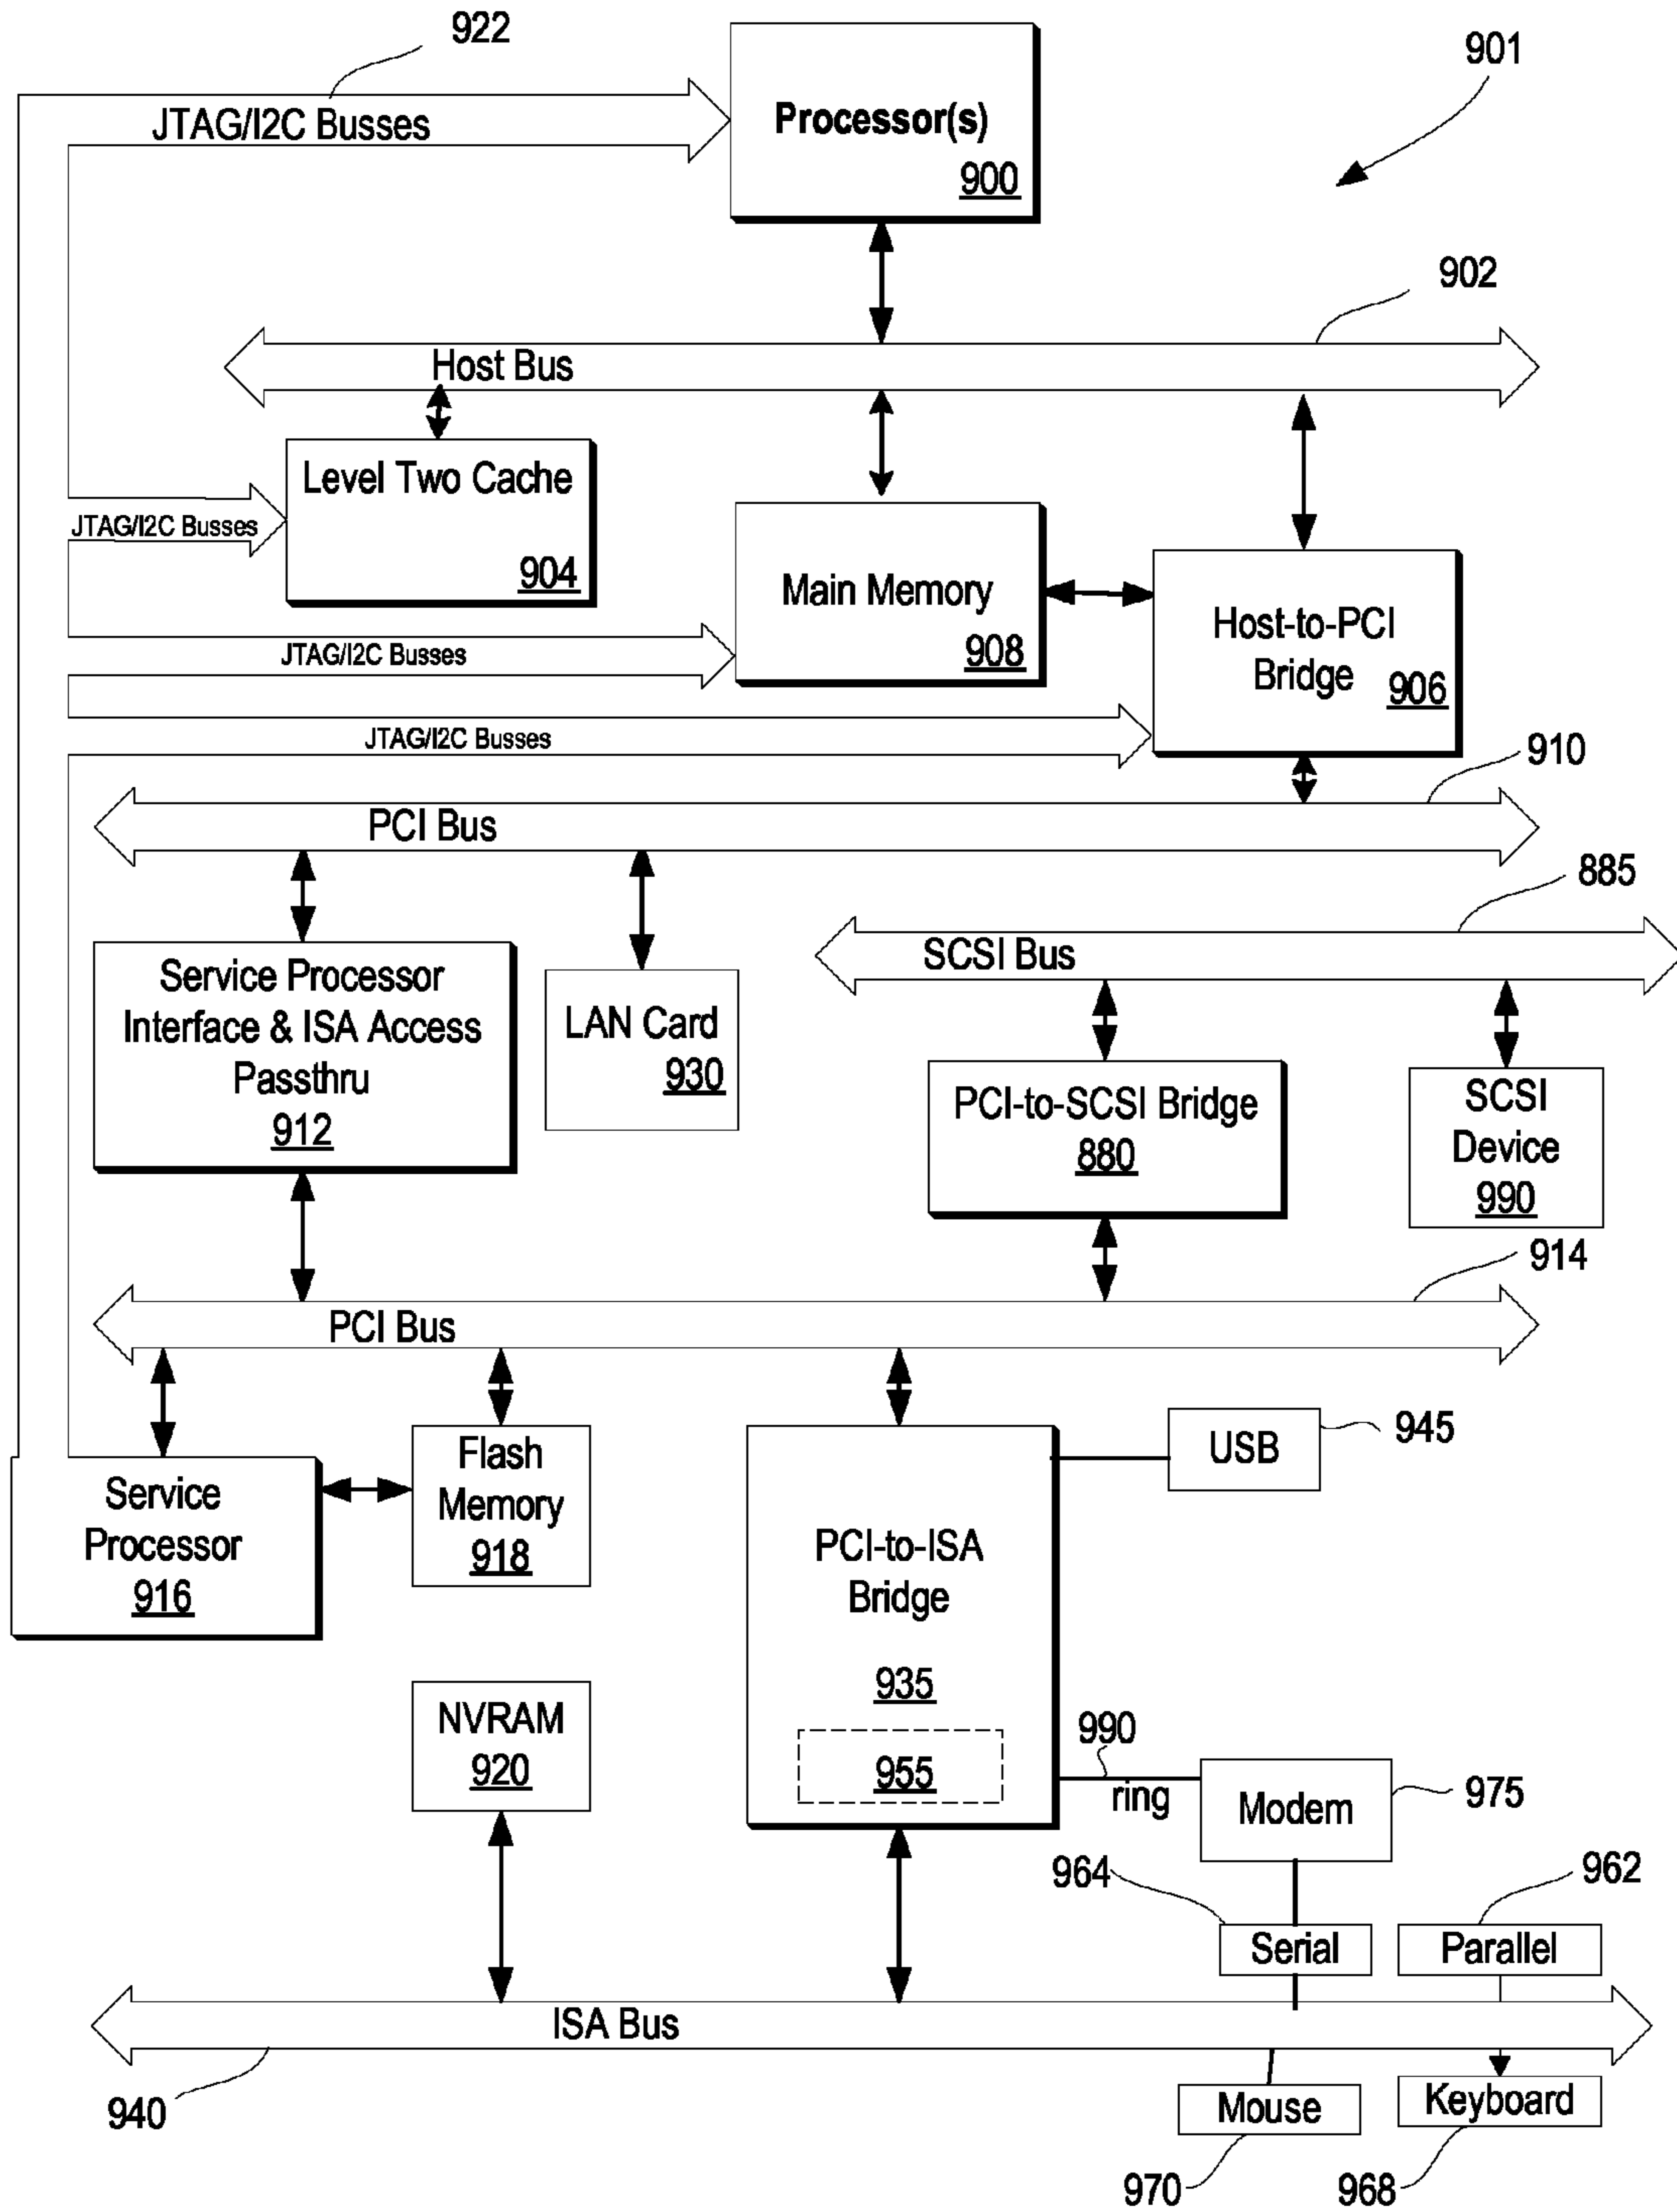 922
901
JTAG/I2C Busses
Processor(s)
900
902
Host Bus
Level Two Cache
904
JTAG/I2C Busses
Main Memory
908
Host-to-PCI
Bridge
906
JTAG/I2C Busses
JTAG/I2C Busses
910
PCI Bus
885
SCSI Bus
Service Processor
Interface & ISA Access
Passthru
912
LAN Card
930
PCI-to-SCSI Bridge
880
SCSI
Device
990
914
PCI Bus
945
USB
Service
Processor
916
Flash
Memory
918
PCI-to-ISA
Bridge
935
955
NVRAM
920
990
ring
Modem
975
964
962
Serial
Parallel
ISA Bus
940
Mouse
Keyboard
970
968